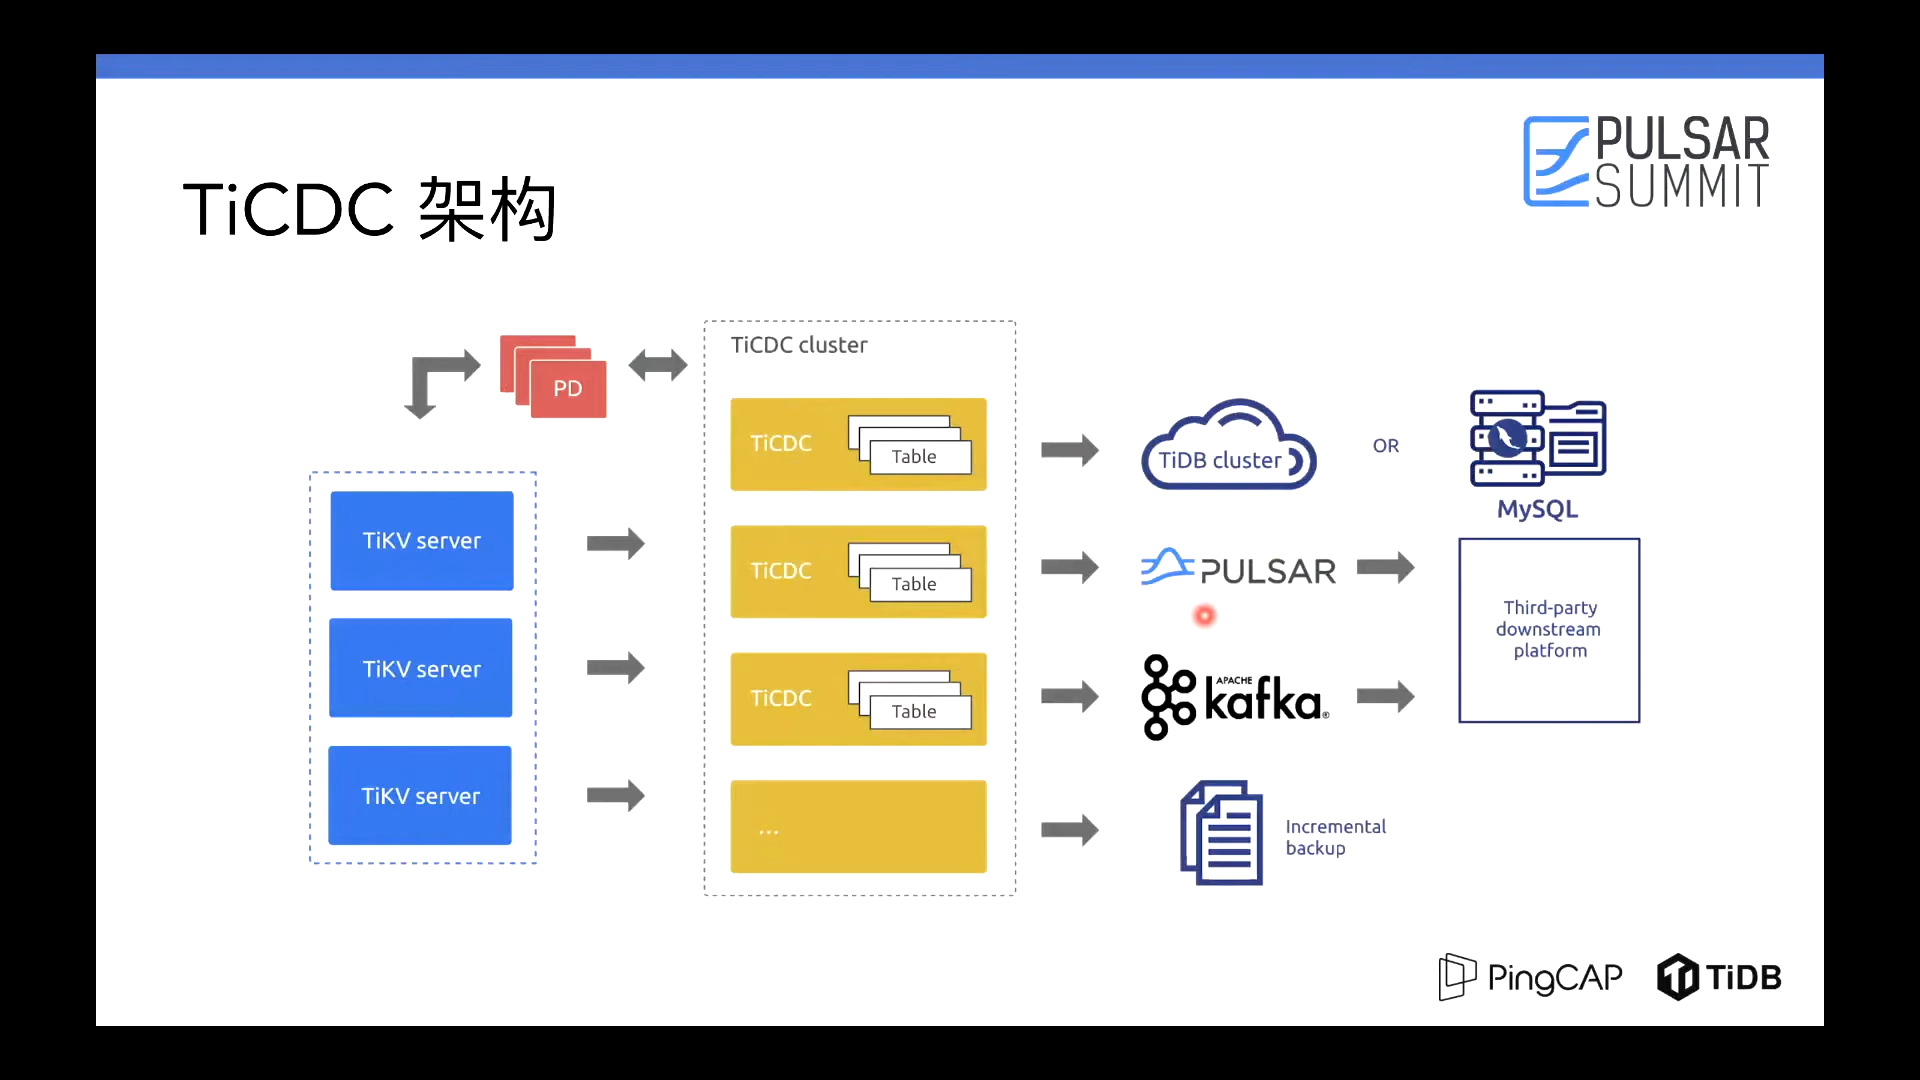 PULSAR
SUMMIT
TiCDC 架构
PD
TiCDC cluster
TiKV server
TiKV server
TiKV server
TiCDC
Table
TiCDC
Table
TiCDC
Table
...
TiDB cluster
OR
MySQL
PULSAR
APACHE
kafka®
Third-party
downstream
platform
Incremental
backup
PingCAP
TiDB